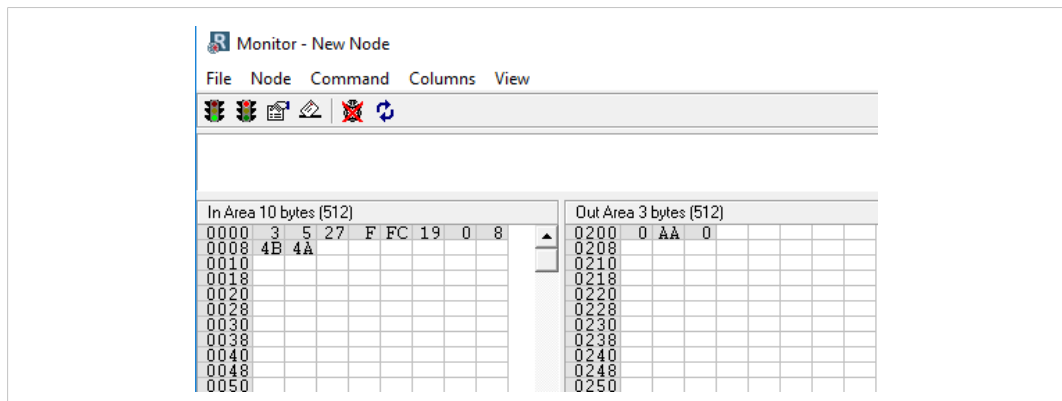 Monitor - New Node
File Node Command Columns View
In Area 10 bytes (512)
0000 3 5 27 F FC 19 0 8
0008 4B 4A
0010
0018
0020
0028
0030
0038
0040
0048
0050
Out Area 3 bytes (512)
0200 0 AA 0
0208
0210
0218
0220
0228
0230
0238
0240
0248
0250